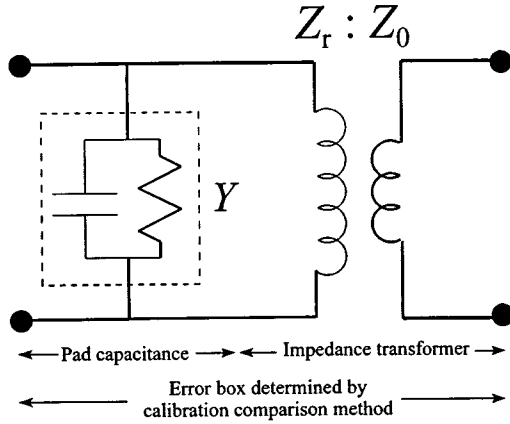 Zr : Z0
Y
Pad capacitance
Impedance transformer
Error box determined by
calibration comparison method